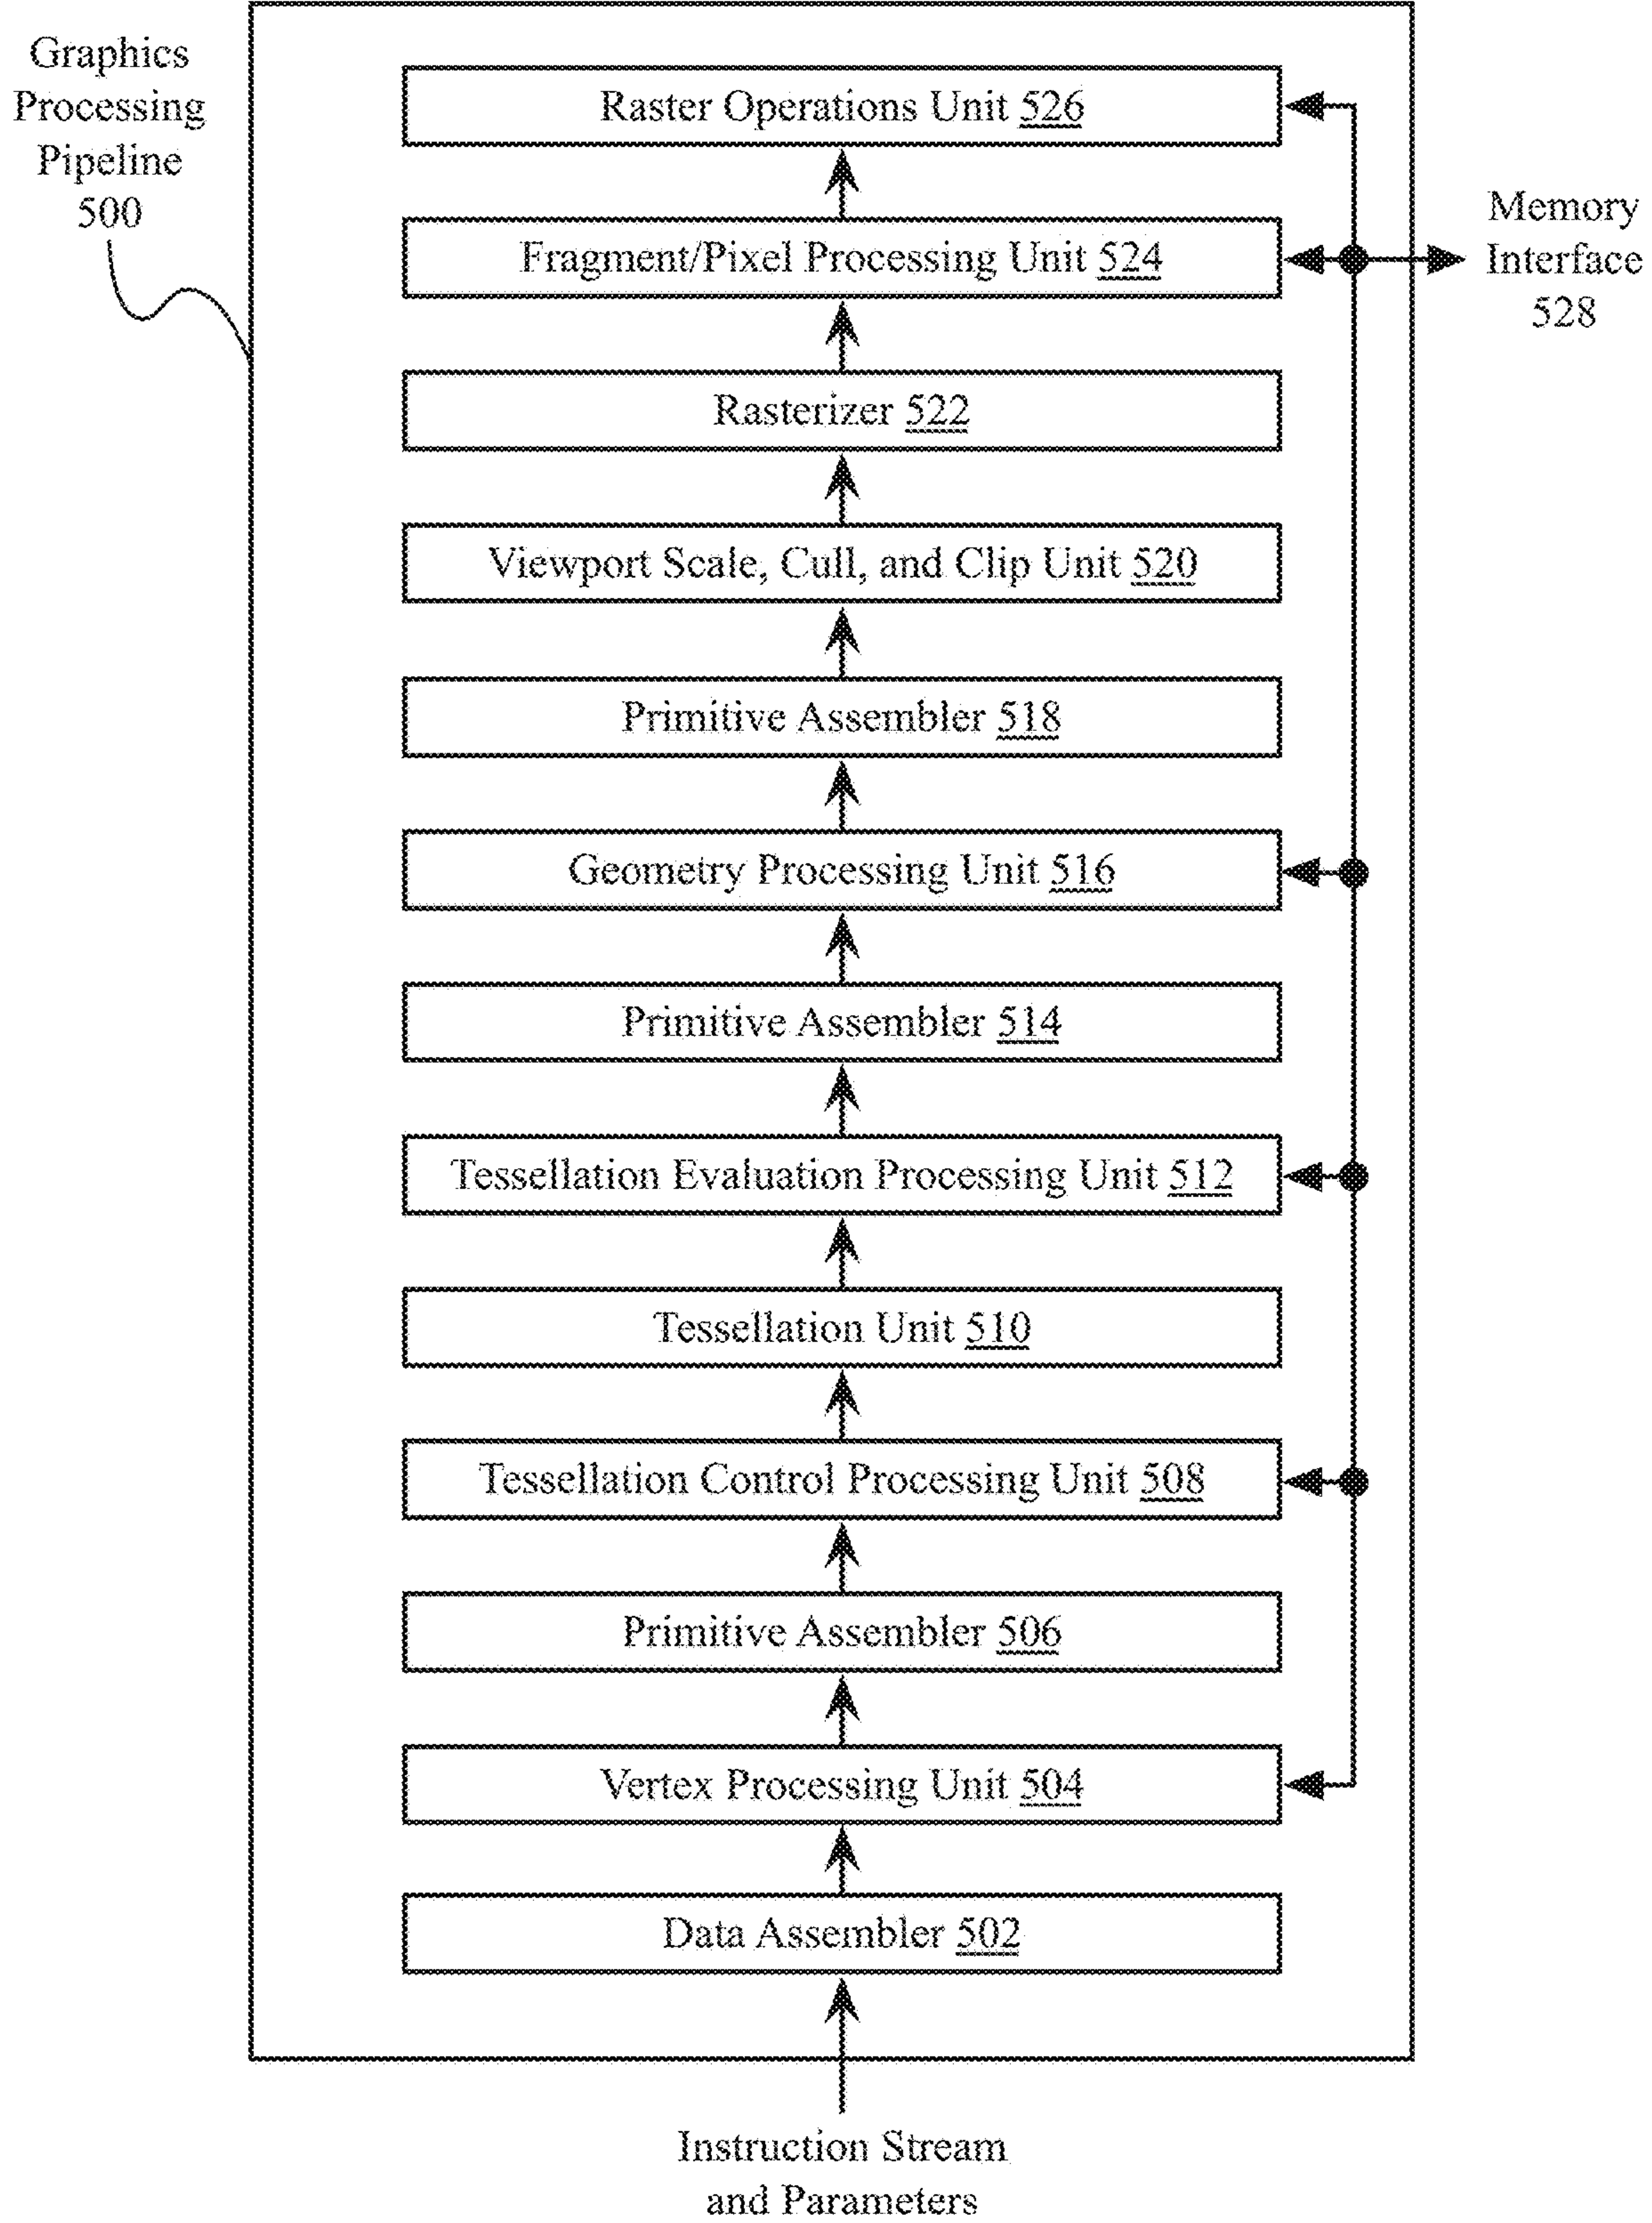 Graphics
Processing
Pipeline
500
Raster Operations Unit 526
Fragment/Pixel Processing Unit 524
Memory
Interface
528
Rasterizer 522
Viewport Scale, Cull, and Clip Unit 520
Primitive Assembler 518
Geometry Processing Unit 516
Primitive Assembler 514
Tessellation Evaluation Processing Unit 512
Tessellation Unit 510
Tessellation Control Processing Unit 508
Primitive Assembler 506
Vertex Processing Unit 504
Data Assembler 502
Instruction Stream
and Parameters